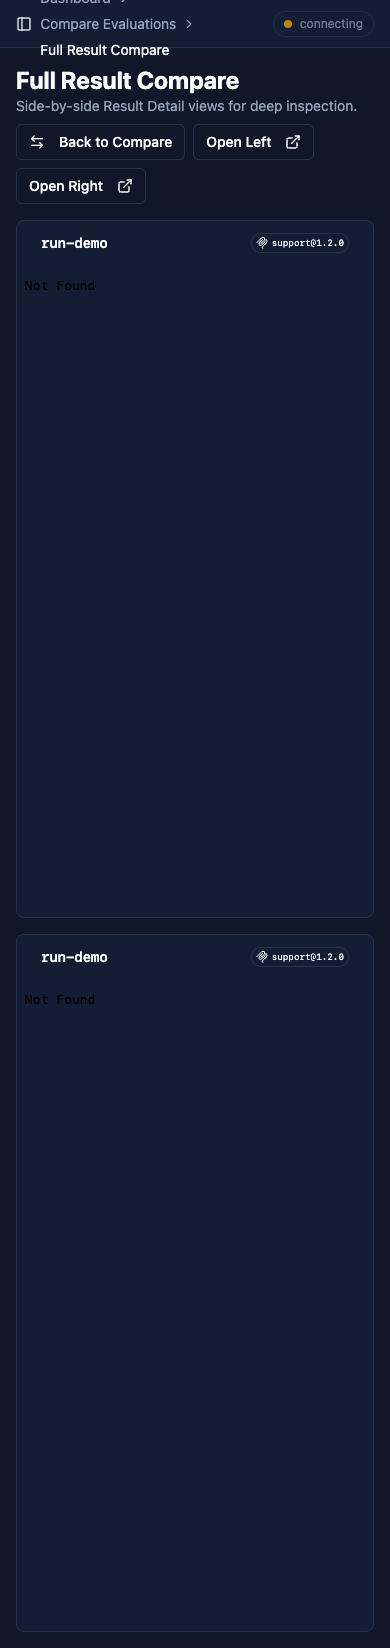 Dashboard
Compare Evaluations
connecting
Full Result Compare
Full Result Compare
Side-by-side Result Detail views for deep inspection.
Back to Compare
Open Left
Open Right
run-demo
support@1.2.0
Not Found
run-demo
support@1.2.0
Not Found